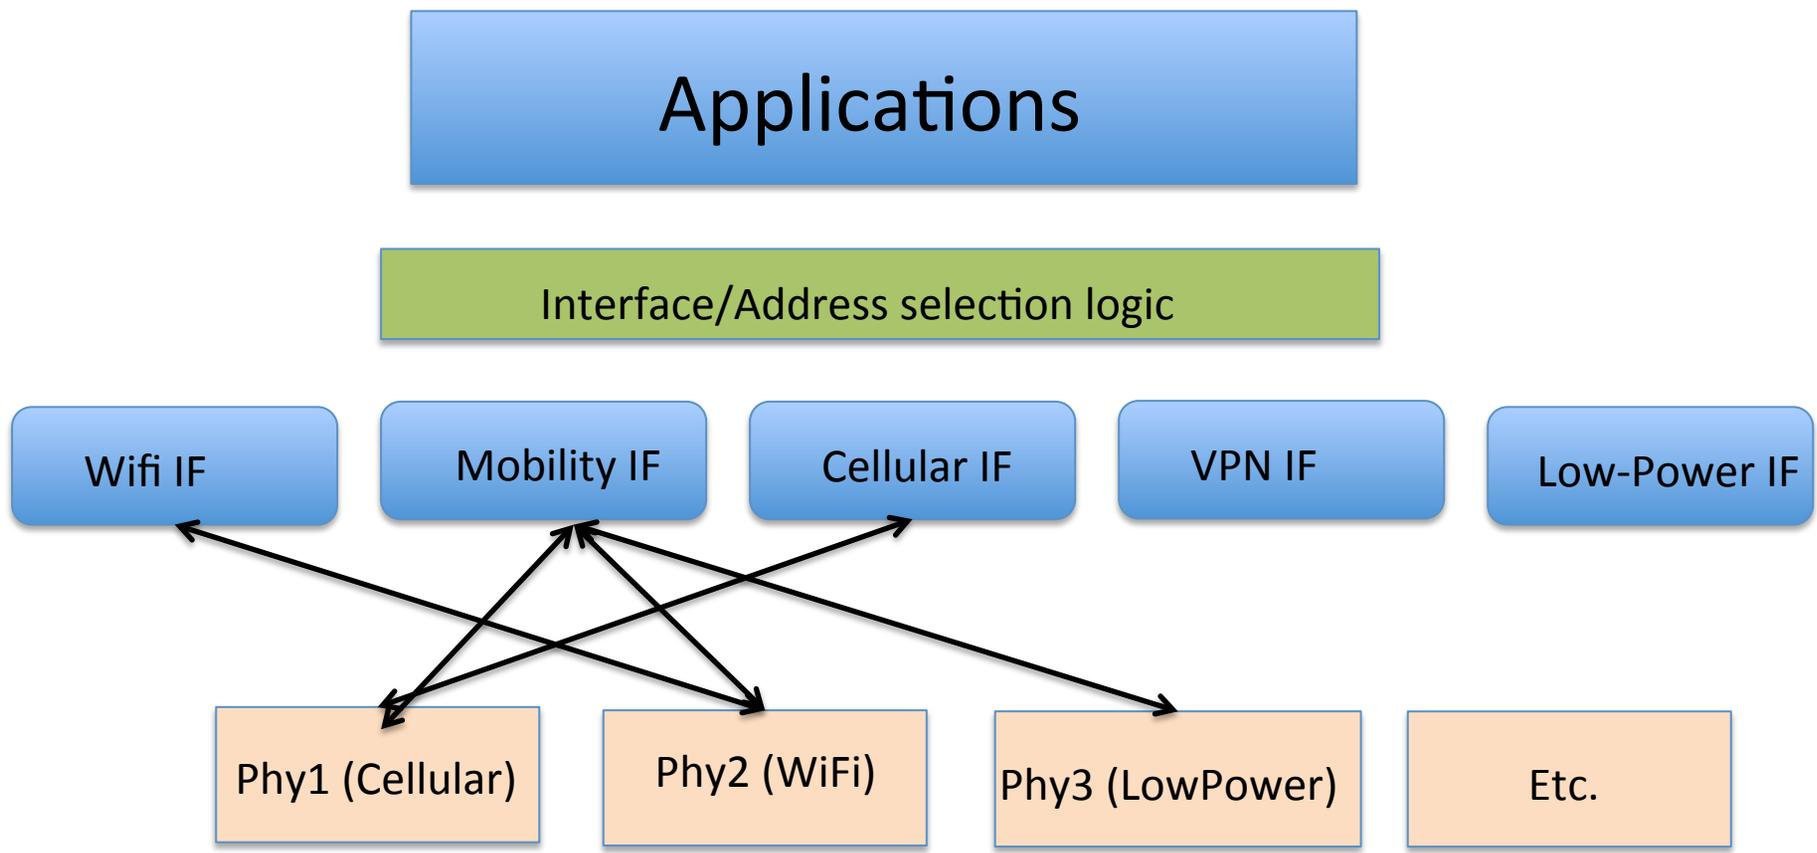 Applications
Interface/Address selection logic
Wifi IF
Mobility IF
Cellular IF
VPN IF
Low-Power IF
Phy1 (Cellular)
Phy2 (WiFi)
Phy3 (LowPower)
Etc.